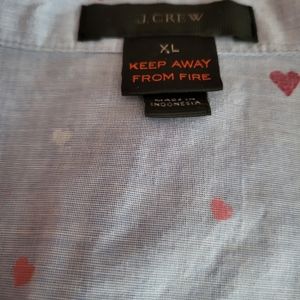 J.CREW
XL
KEEP AWAY
FROM FIRE
MADE IN
INDONESIA